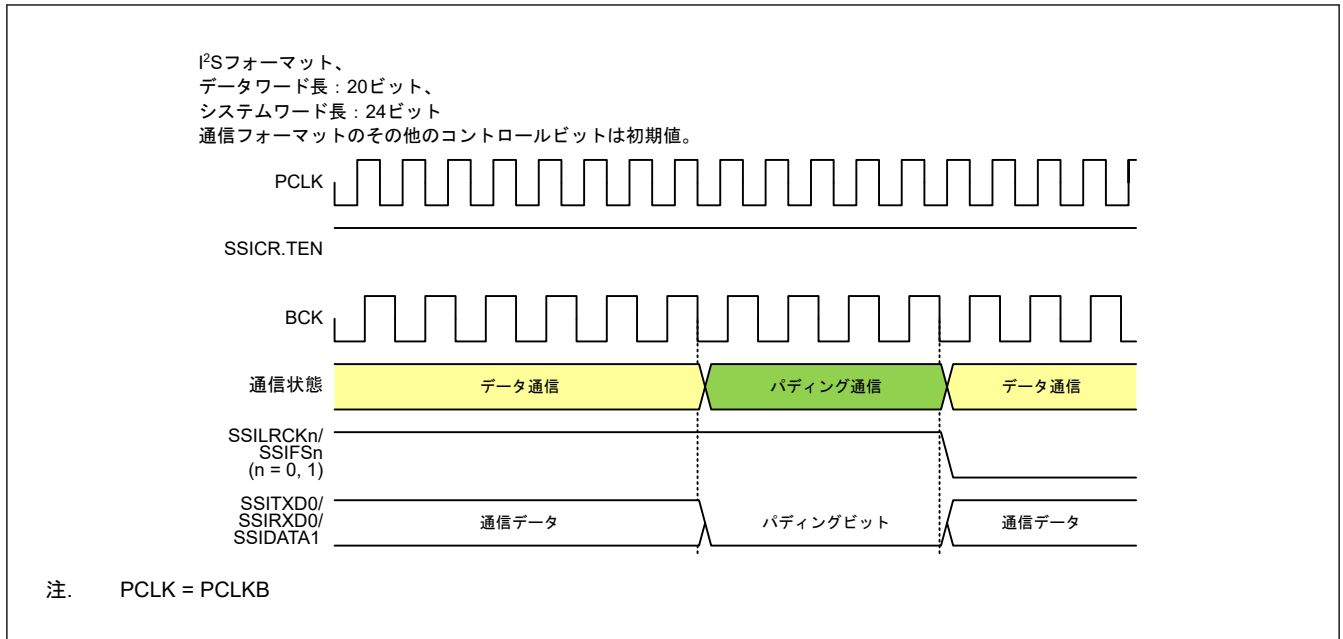 I²Sフォーマット、
データワード長：20ビット、
システムワード長：24ビット
通信フォーマットのその他のコントロールビットは初期値。
PCLK
SSICR.TEN
BCK
通信状態
データ通信
パディング通信
データ通信
SSILRCKn/
SSIFSn
(n = 0, 1)
SSITXD0/
SSIRXD0/
SSIDATA1
通信データ
パディングビット
通信データ
注. PCLK = PCLKB